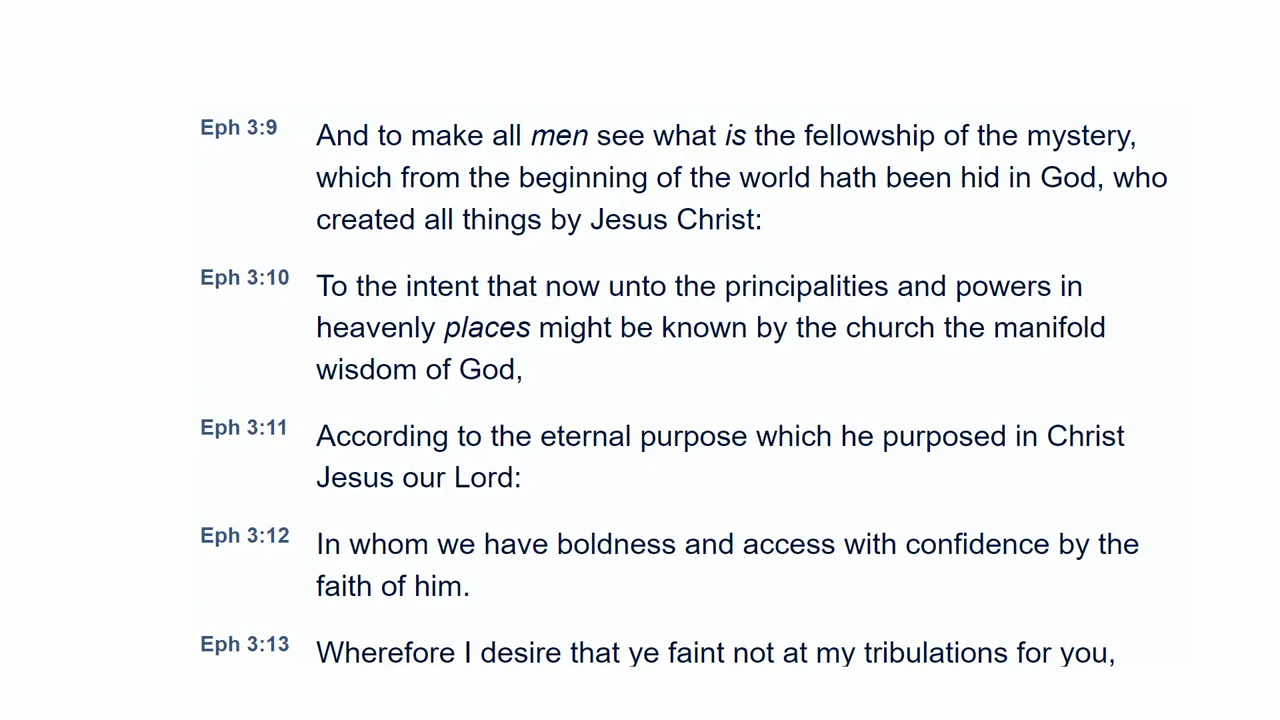 Eph 3:9 And to make all men see what is the fellowship of the mystery,
which from the beginning of the world hath been hid in God, who
created all things by Jesus Christ:
Eph 3:10 To the intent that now unto the principalities and powers in
heavenly places might be known by the church the manifold
wisdom of God,
Eph 3:11 According to the eternal purpose which he purposed in Christ
Jesus our Lord:
Eph 3:12 In whom we have boldness and access with confidence by the
faith of him.
Eph 3:13 Wherefore I desire that ye faint not at my tribulations for you,